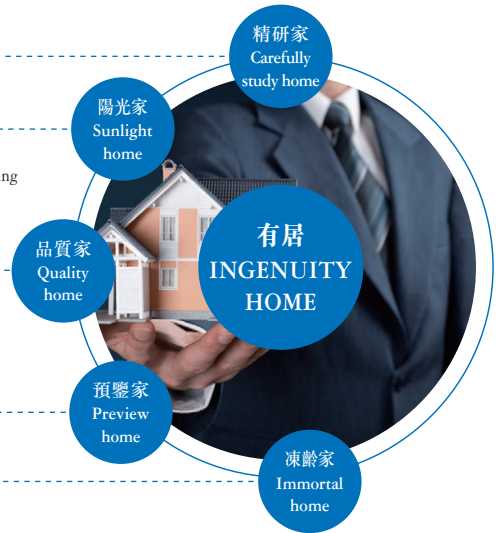 精研家
Carefully
study home
陽光家
Sunlight
home
ng
有居
INGENUITY
HOME
品質家
Quality
home
預鑒家
Preview
home
凍齡家
Immortal
home